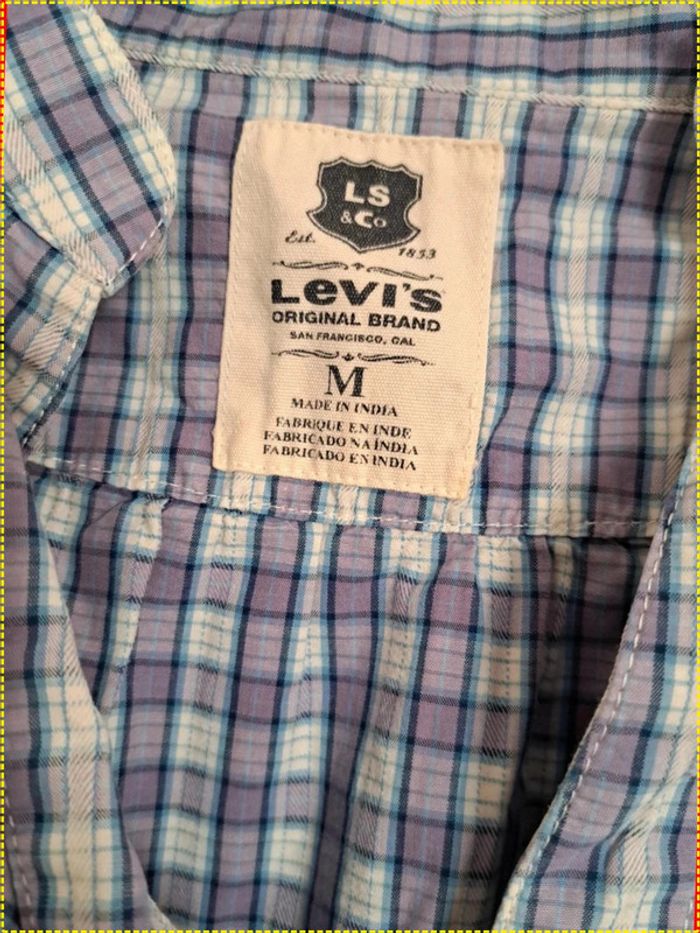 LS
& Co
Est. 1853
Levi's
ORIGINAL BRAND
SAN FRANCISCO, CAL
M
MADE IN INDIA
FABRIQUE EN INDE
FABRICADO NA ÍNDIA
FABRICADO EN INDIA